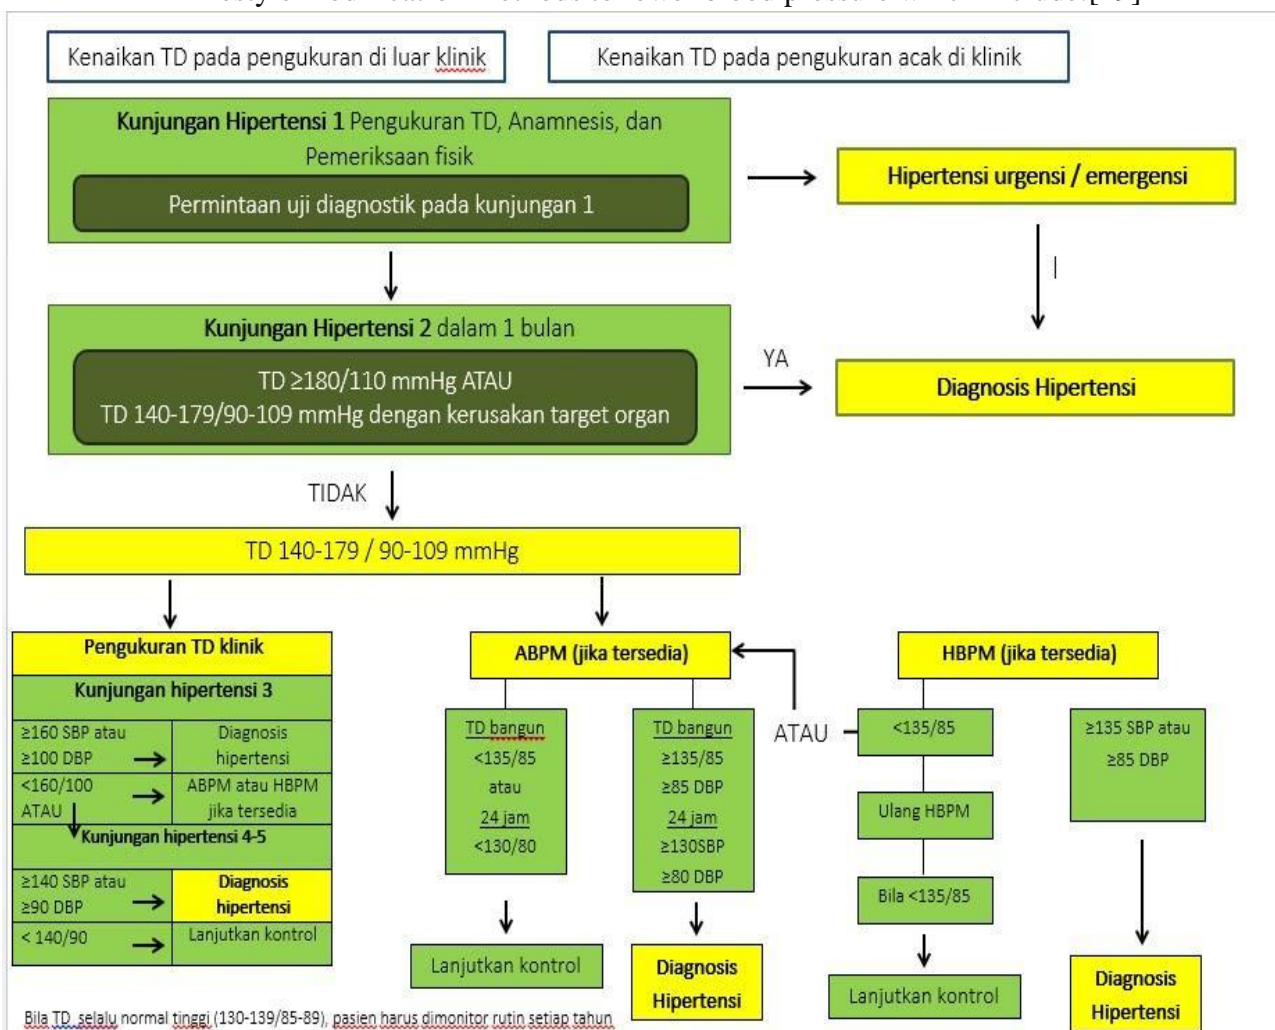 Kenaikan TD pada pengukuran di luar klinik
Kenaikan TD pada pengukuran acak di klinik
Kunjungan Hipertensi 1 Pengukuran TD, Anamnesis, dan
Pemeriksaan fisik
Permintaan uji diagnostik pada kunjungan 1
Hipertensi urgensi / emergensi
Kunjungan Hipertensi 2 dalam 1 bulan
TD ≥180/110 mmHg ATAU
TD 140-179/90-109 mmHg dengan kerusakan target organ
YA
Diagnosis Hipertensi
TIDAK
TD 140-179 / 90-109 mmHg
Pengukuran TD klinik
Kunjungan hipertensi 3
≥160 SBP atau
≥100 DBP
Diagnosis
hipertensi
<160/100
ATAU
ABPM atau HBPM
jika tersedia
Kunjungan hipertensi 4-5
≥140 SBP atau
≥90 DBP
Diagnosis
hipertensi
< 140/90
Lanjutkan kontrol
ABPM (jika tersedia)
TD bangun
<135/85
atau
24 jam
<130/80
Lanjutkan kontrol
TD bangun
≥135/85
≥85 DBP
24 jam
≥130SBP
≥80 DBP
Diagnosis
Hipertensi
ATAU
HBPM (jika tersedia)
<135/85
Ulang HBPM
Bila <135/85
Lanjutkan kontrol
≥135 SBP atau
≥85 DBP
Diagnosis
Hipertensi
Bila TD selalu normal tinggi (130-139/85-89), pasien harus dimonitor rutin setiap tahun